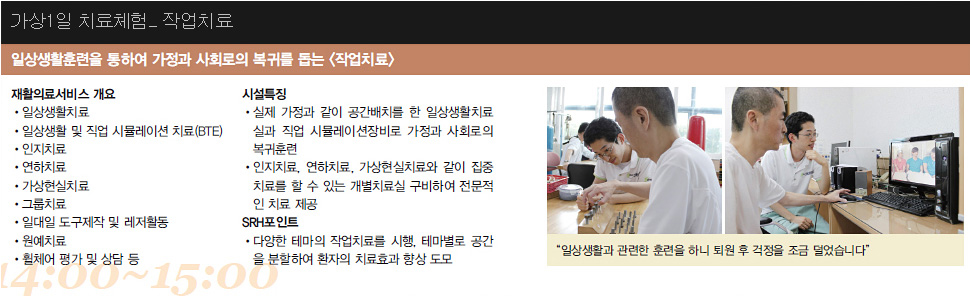 가상1일 치료체험_ 작업치료
일상생활훈련을 통하여 가정과 사회로의 복귀를 돕는 <작업치료>
재활의료서비스 개요
• 일상생활치료
• 일상생활 및 직업 시뮬레이션 치료(BTE)
• 인지치료
• 연하치료
• 가상현실치료
• 그룹치료
• 일대일 도구제작 및 레저활동
• 원예치료
• 휠체어 평가 및 상담 등
시설특징
• 실제 가정과 같이 공간배치를 한 일상생활치료
실과 직업 시뮬레이션장비로 가정과 사회로의
복귀훈련
• 인지치료, 연하치료, 가상현실치료와 같이 집중
치료를 할 수 있는 개별치료실 구비하여 전문적
인 치료 제공
SRH포인트
• 다양한 테마의 작업치료를 시행, 테마별로 공간
을 분할하여 환자의 치료효과 향상 도모
“일상생활과 관련한 훈련을 하니 퇴원 후 걱정을 조금 덜었습니다”
14:00~15:00